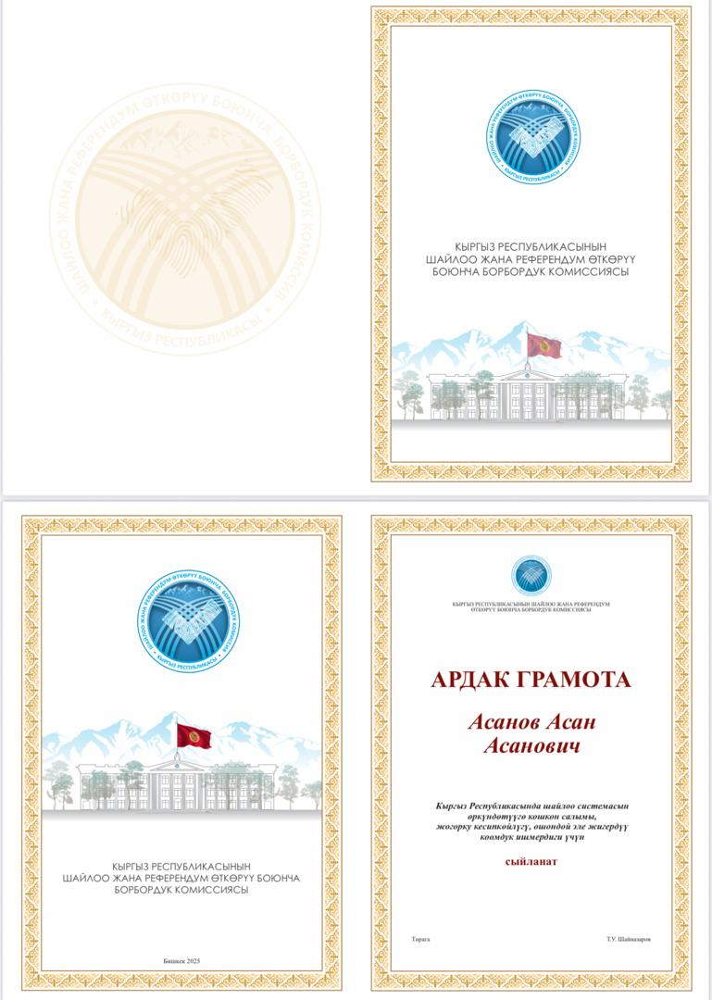 ШАЙЛОО ЖАНА РЕФЕРЕНДУМ ӨТКӨРҮҮ БОЮНЧА БОРБОРДУК КОМИССИЯ
• КЫРГЫЗ РЕСПУБЛИКАСЫ •
ШАЙЛОО ЖАНА РЕФЕРЕНДУМ ӨТКӨРҮҮ БОЮНЧА БОРБОРДУК КОМИССИЯ
• КЫРГЫЗ РЕСПУБЛИКАСЫ •
КЫРГЫЗ РЕСПУБЛИКАСЫНЫН
ШАЙЛОО ЖАНА РЕФЕРЕНДУМ ӨТКӨРҮҮ
БОЮНЧА БОРБОРДУК КОМИССИЯСЫ
ШАЙЛОО ЖАНА РЕФЕРЕНДУМ ӨТКӨРҮҮ БОЮНЧА БОРБОРДУК КОМИССИЯ
• КЫРГЫЗ РЕСПУБЛИКАСЫ •
КЫРГЫЗ РЕСПУБЛИКАСЫНЫН
ШАЙЛОО ЖАНА РЕФЕРЕНДУМ ӨТКӨРҮҮ БОЮНЧА
БОРБОРДУК КОМИССИЯСЫ
Бишкек 2025
КЫРГЫЗ РЕСПУБЛИКАСЫНЫН ШАЙЛОО ЖАНА РЕФЕРЕНДУМ
ӨТКӨРҮҮ БОЮНЧА БОРБОРДУК КОМИССИЯСЫ
АРДАК ГРАМОТА
Асанов Асан
Асанович
Кыргыз Республикасында шайлоо системасын
өркүндөтүүгө кошкон салымы,
жогорку кесипкөйлүгү, ошондой эле жигердүү
коомдук ишмердиги үчүн
сыйланат
Төрага
Т.У. Шайназаров